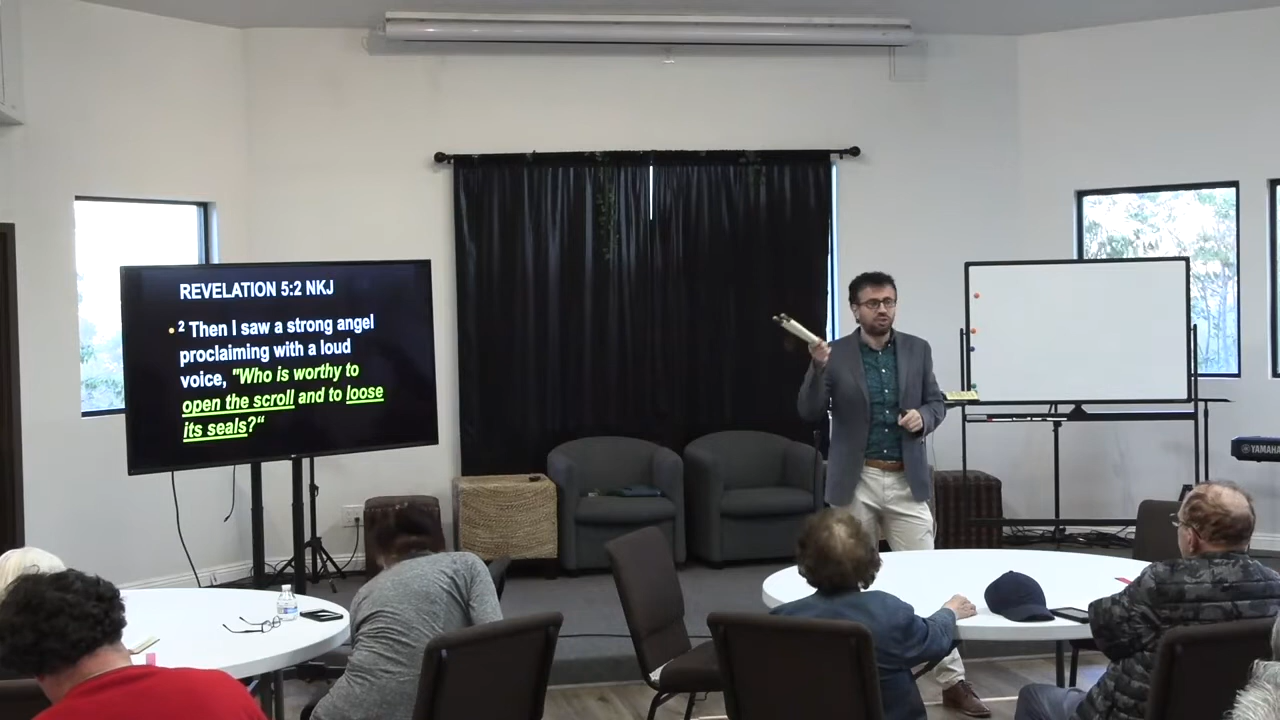 REVELATION 5:2 NKJ
• 2 Then I saw a strong angel
proclaiming with a loud
voice, "Who is worthy to
open the scroll and to loose
its seals?"
YAMAHA